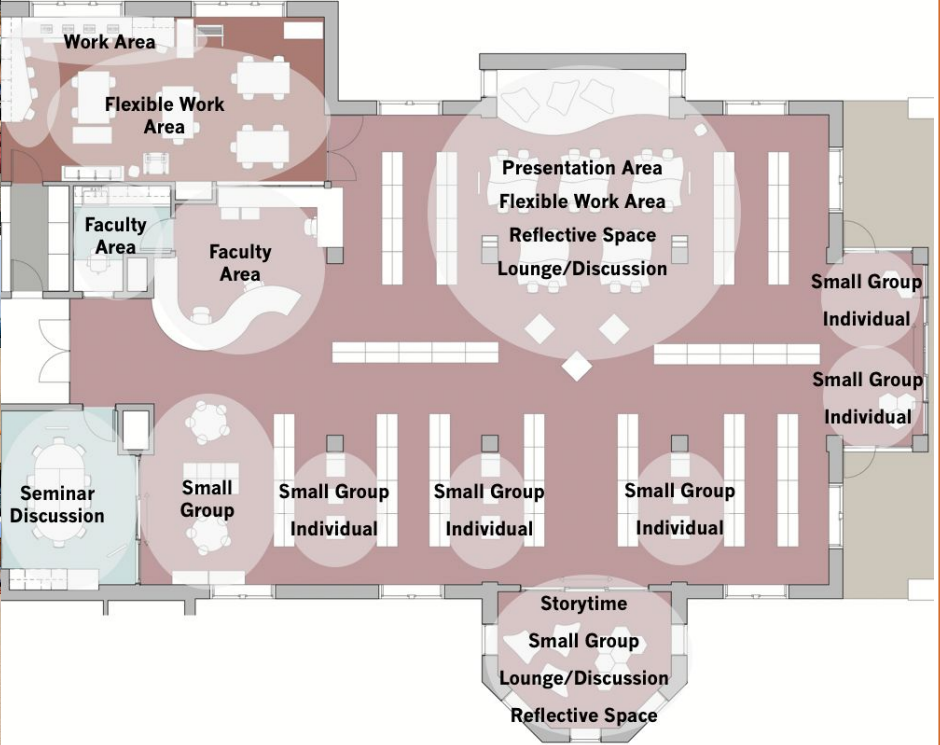 Work Area
Flexible Work
Area
Presentation Area
Flexible Work Area
Reflective Space
Lounge/Discussion
Faculty
Area
Faculty
Area
Small Group
Individual
Small Group
Individual
Seminar
Discussion
Small
Group
Small Group
Individual
Small Group
Individual
Small Group
Individual
Storytime
Small Group
Lounge/Discussion
Reflective Space